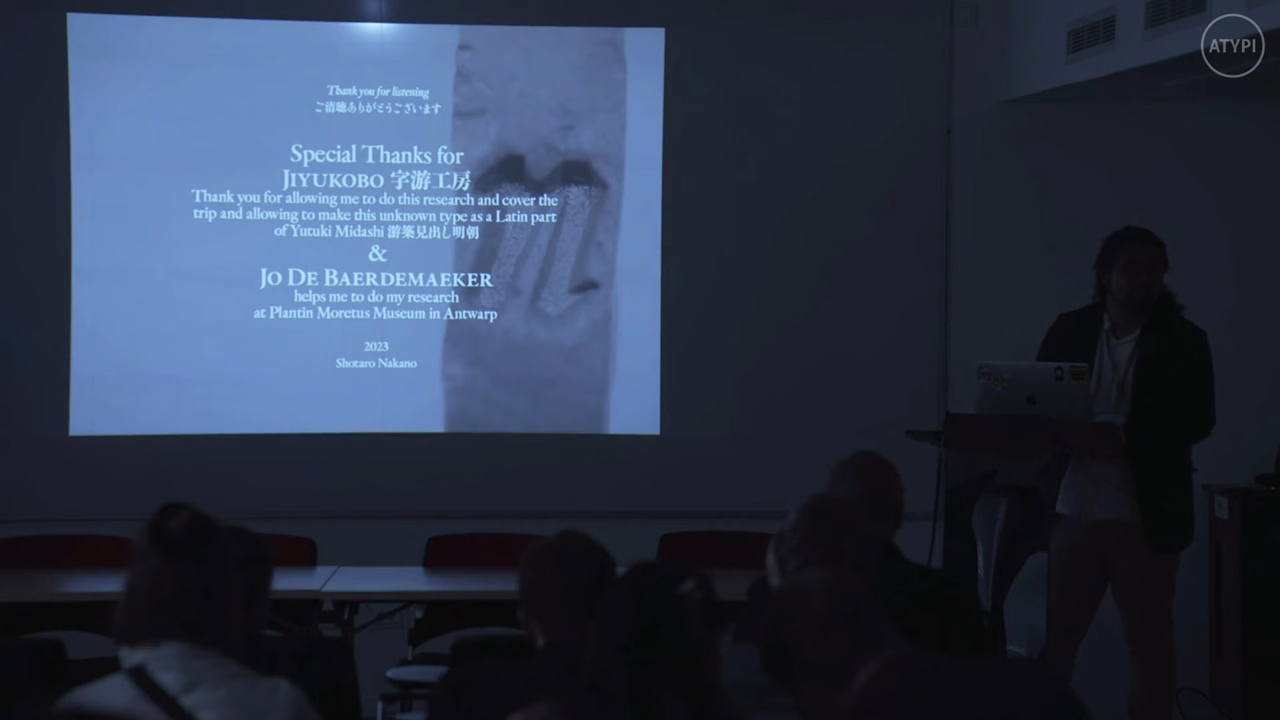 ATYPI
Thank you for listening
ご清聴ありがとうございます
Special Thanks for
JIYUKOBO 字游工房
Thank you for allowing me to do this research and cover the
trip and allowing to make this unknown type as a Latin part
of Yutuki Midashi 游築見出し明朝
&
JO DE BAERDEMAEKER
helps me to do my research
at Plantin Moretus Museum in Antwarp
2023
Shotaro Nakano